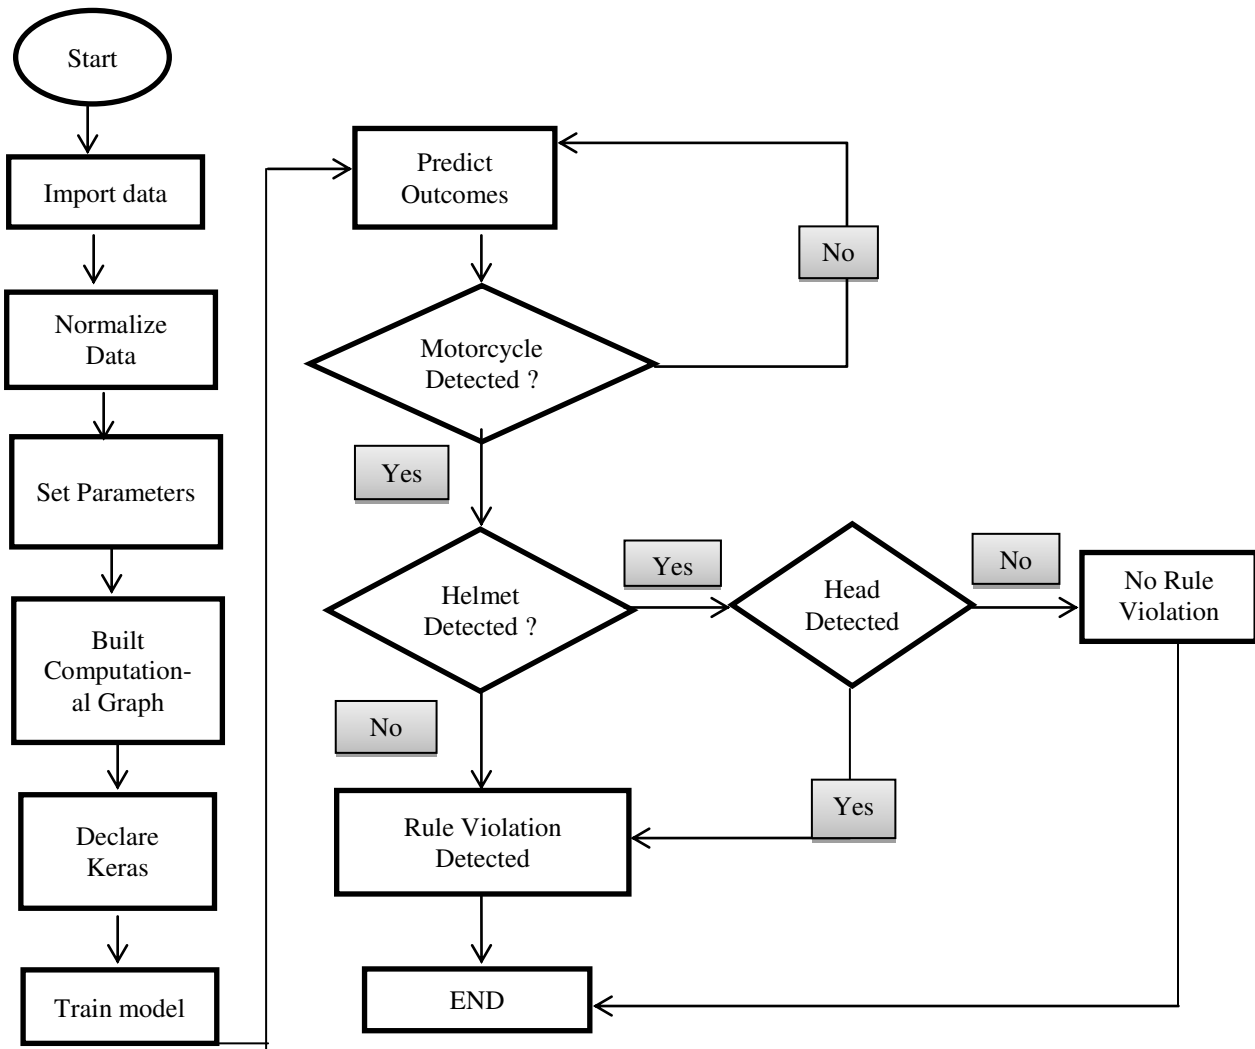 Start
Import data
Normalize
Data
Set Parameters
Built
Computation-
al Graph
Declare
Keras
Train model
Predict
Outcomes
No
Motorcycle
Detected ?
Yes
Helmet
Detected ?
Yes
Head
Detected
No
No Rule
Violation
No
Yes
Rule Violation
Detected
END